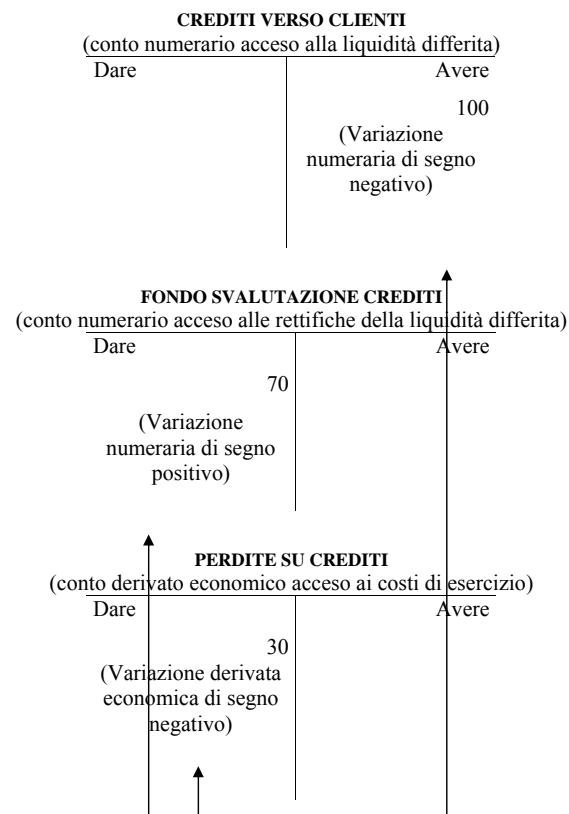 CREDITI VERSO CLIENTI
(conto numerario acceso alla liquidità differita)
Dare Avere
100
(Variazione
numeraria di segno
negativo)
FONDO SVALUTAZIONE CREDITI
(conto numerario acceso alle rettifiche della liquidità differita)
Dare Avere
70
(Variazione
numeraria di segno
positivo)
PERDITE SU CREDITI
(conto derivato economico acceso ai costi di esercizio)
Dare Avere
30
(Variazione derivata
economica di segno
negativo)